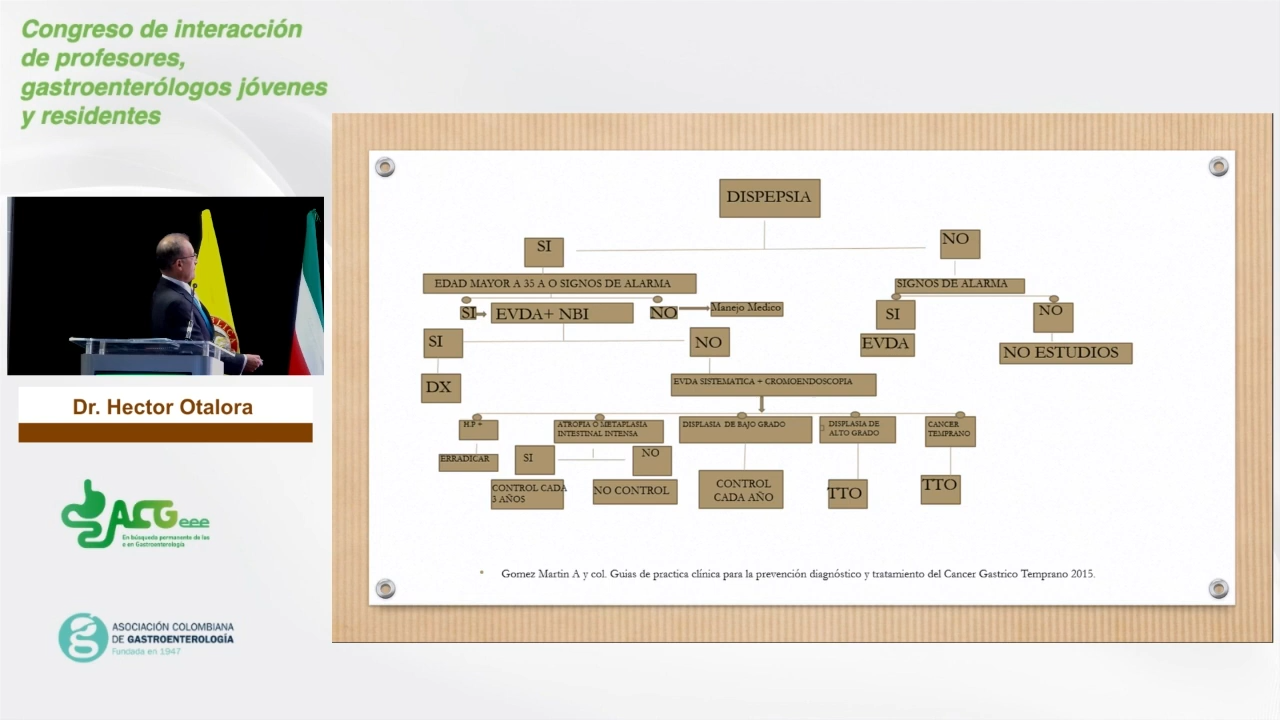 Congreso de interacción
de profesores,
gastroenterólogos jóvenes
y residentes
DISPEPSIA
SI
NO
EDAD MAYOR A 35 A O SIGNOS DE ALARMA
SIGNOS DE ALARMA
SI
EVDA+ NBI
NO
Manejo Medico
SI
NO
SI
NO
EVDA
NO ESTUDIOS
DX
EVDA SISTEMATICA + CROMOENDOSCOPIA
H.P +
ATROPIA O METAPLASIA
INTESTINAL INTENSA
DISPLASIA DE BAJO GRADO
DISPLASIA DE
ALTO GRADO
CANCER
TEMPRANO
ERRADICAR
SI
NO
CONTROL CADA
3 AÑOS
NO CONTROL
CONTROL
CADA AÑO
TTO
TTO
Gomez Martin A y col. Guias de practica clínica para la prevención diagnóstico y tratamiento del Cancer Gastrico Temprano 2015.
Dr. Hector Otalora
ACG eee
En búsqueda permanente de las
e en Gastroenterología
ASOCIACIÓN COLOMBIANA
DE GASTROENTEROLOGÍA
Fundada en 1947